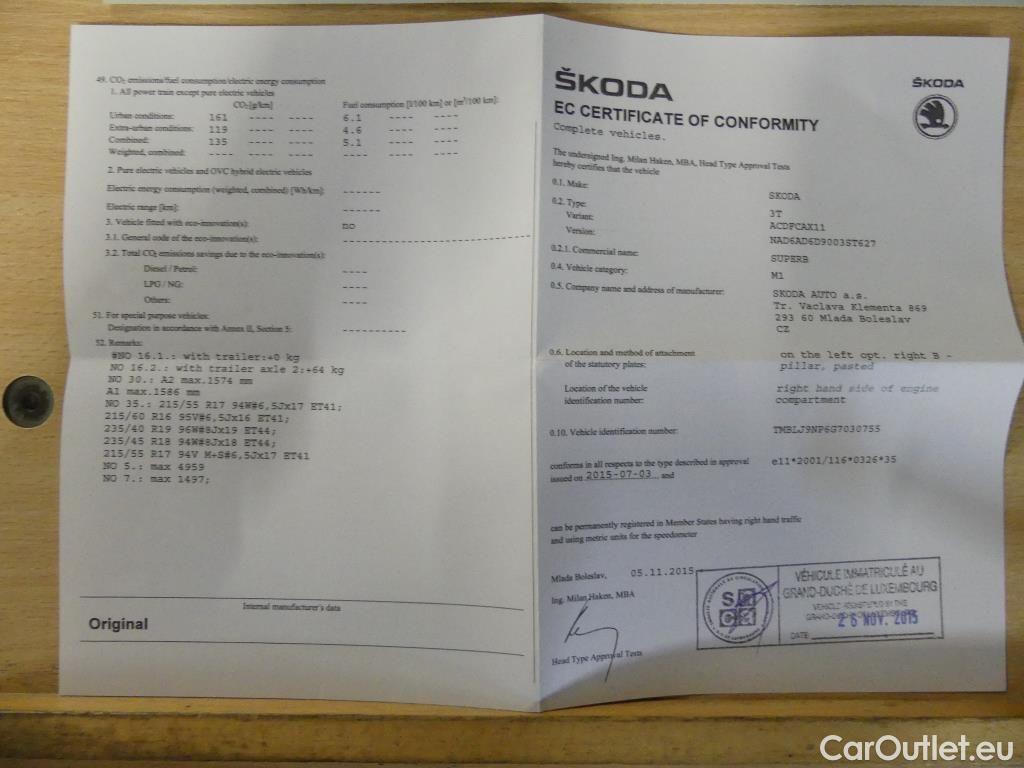 49. CO₂ emissions/fuel consumption/electric energy consumption
1. All power train except pure electric vehicles
CO₂ [g/km] Fuel consumption [l/100 km] or [m³/100 km]:
Urban conditions: 161 ---- ---- 6.1 ---- ----
Extra-urban conditions: 119 ---- ---- 4.6 ---- ----
Combined: 135 ---- ---- 5.1 ---- ----
Weighted, combined: ---- ---- ---- ---- ---- ----
2. Pure electric vehicles and OVC hybrid electric vehicles
Electric energy consumption (weighted, combined) [Wh/km]: ------
Electric range [km]: ------
3. Vehicle fitted with eco-innovation(s): no
3.1. General code of the eco-innovation(s): ------------------------------
3.2. Total CO₂ emissions savings due to the eco-innovation(s):
Diesel / Petrol: ----
LPG / NG: ----
Others: ----
51. For special purpose vehicles:
Designation in accordance with Annex II, Section 5: ----------
52. Remarks:
#NO 16.1.: with trailer:+0 kg
NO 16.2.: with trailer axle 2:+64 kg
NO 30.: A2 max.1574 mm
A1 max.1586 mm
NO 35.: 215/55 R17 94W#6,5Jx17 ET41;
215/60 R16 95V#6,5Jx16 ET41;
235/40 R19 96W#8Jx19 ET44;
235/45 R18 94W#8Jx18 ET44;
215/55 R17 94V M+S#6,5Jx17 ET41
NO 5.: max 4959
NO 7.: max 1497;
Internal manufacturer's data
Original
ŠKODA
ŠKODA
EC CERTIFICATE OF CONFORMITY
Complete vehicles.
The undersigned Ing. Milan Haken, MBA, Head Type Approval Tests
hereby certifies that the vehicle
0.1. Make: SKODA
0.2. Type: 3T
Variant: ACDFCAX11
Version: NAD6AD6D9003ST627
0.2.1. Commercial name: SUPERB
0.4. Vehicle category: M1
0.5. Company name and address of manufacturer: SKODA AUTO a.s.
Tr. Vaclava Klementa 869
293 60 Mlada Boleslav
CZ
0.6. Location and method of attachment on the left opt. right B -
of the statutory plates: pillar, pasted
Location of the vehicle right hand side of engine
identification number: compartment
0.10. Vehicle identification number: TMBLJ9NP6G7030755
conforms in all respects to the type described in approval e11*2001/116*0326*35
issued on 2015-07-03 and
can be permanently registered in Member States having right hand traffic
and using metric units for the speedometer
Mlada Boleslav, 05.11.2015
Ing. Milan Haken, MBA
Head Type Approval Tests
VÉHICULE IMMATRICULÉ AU
GRAND-DUCHÉ DE LUXEMBOURG
VEHICLE REGISTERED IN THE
26 NOV. 2015
DATE:
CarOutlet.eu